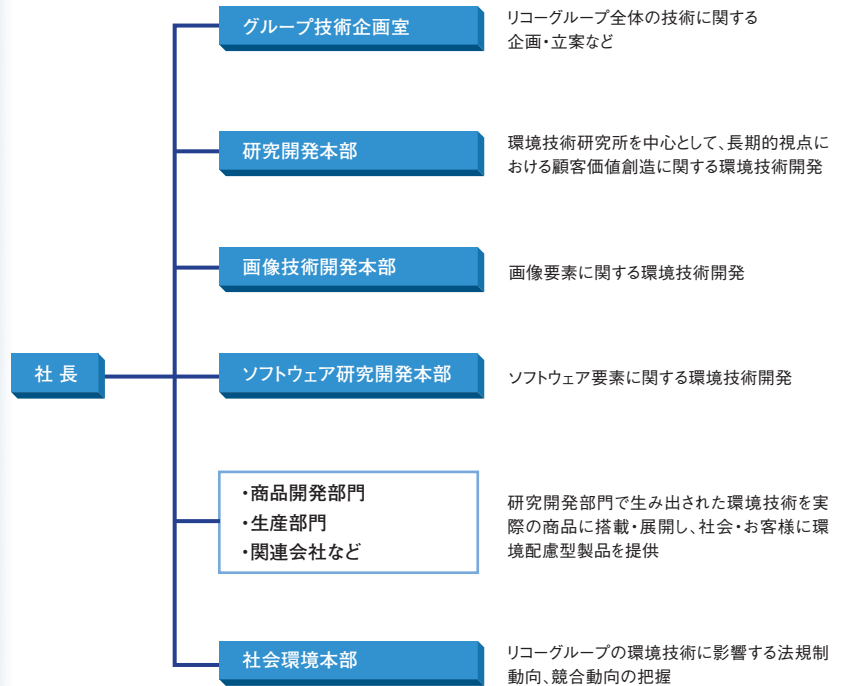 グループ技術企画室
リコーグループ全体の技術に関する
企画・立案など
研究開発本部
環境技術研究所を中心として、長期的視点に
おける顧客価値創造に関する環境技術開発
画像技術開発本部
画像要素に関する環境技術開発
社 長
ソフトウェア研究開発本部
ソフトウェア要素に関する環境技術開発
・商品開発部門
・生産部門
・関連会社など
研究開発部門で生み出された環境技術を実
際の商品に搭載・展開し、社会・お客様に環
境配慮型製品を提供
社会環境本部
リコーグループの環境技術に影響する法規制
動向、競合動向の把握